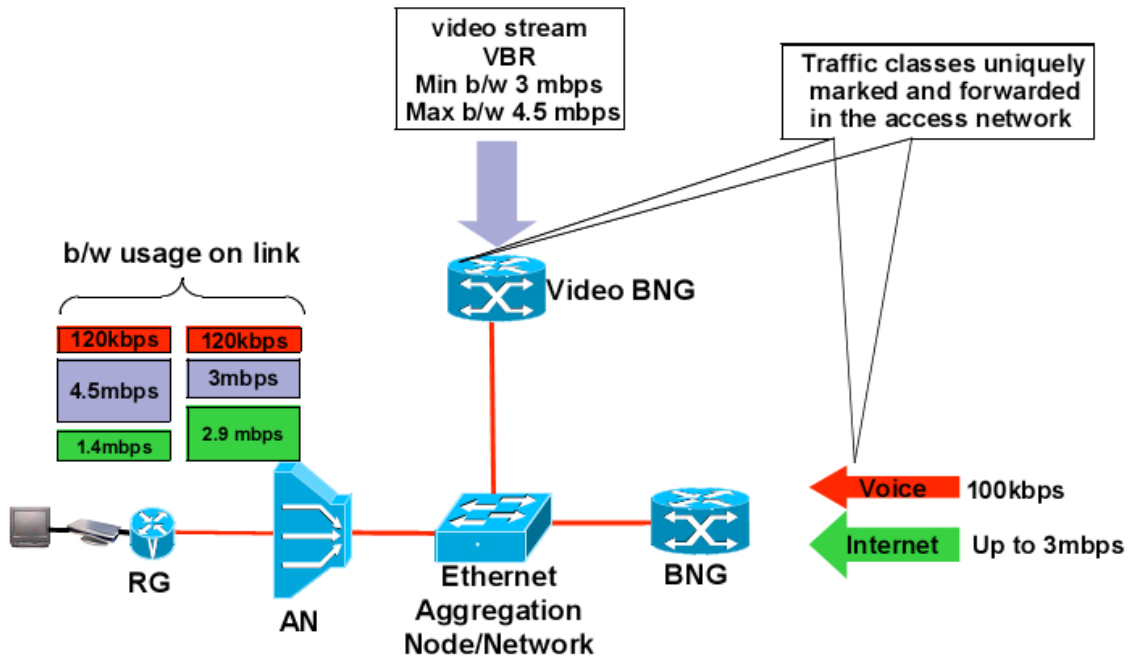 video stream
VBR
Min b/w 3 mbps
Max b/w 4.5 mbps
Traffic classes uniquely
marked and forwarded
in the access network
b/w usage on link
Video BNG
120kbps
120kbps
4.5mbps
3mbps
1.4mbps
2.9 mbps
Voice
100kbps
Internet
Up to 3mbps
RG
AN
Ethernet
Aggregation
Node/Network
BNG
V